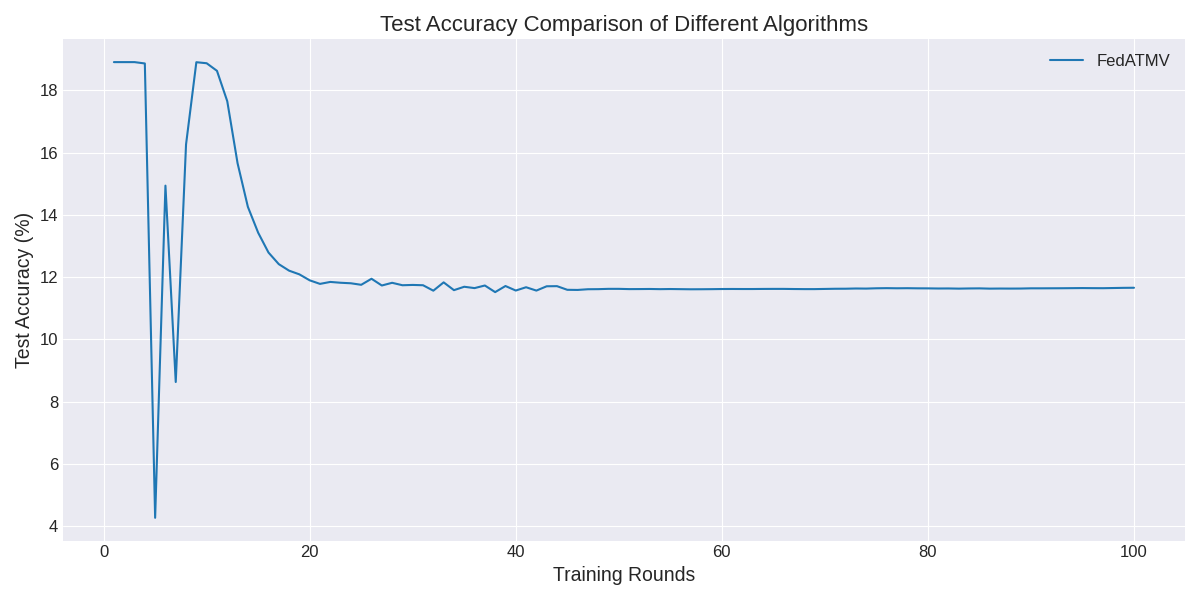 Test Accuracy Comparison of Different Algorithms
FedATMV
Test Accuracy (%)
18
16
14
12
10
8
6
4
0 20 40 60 80 100
Training Rounds